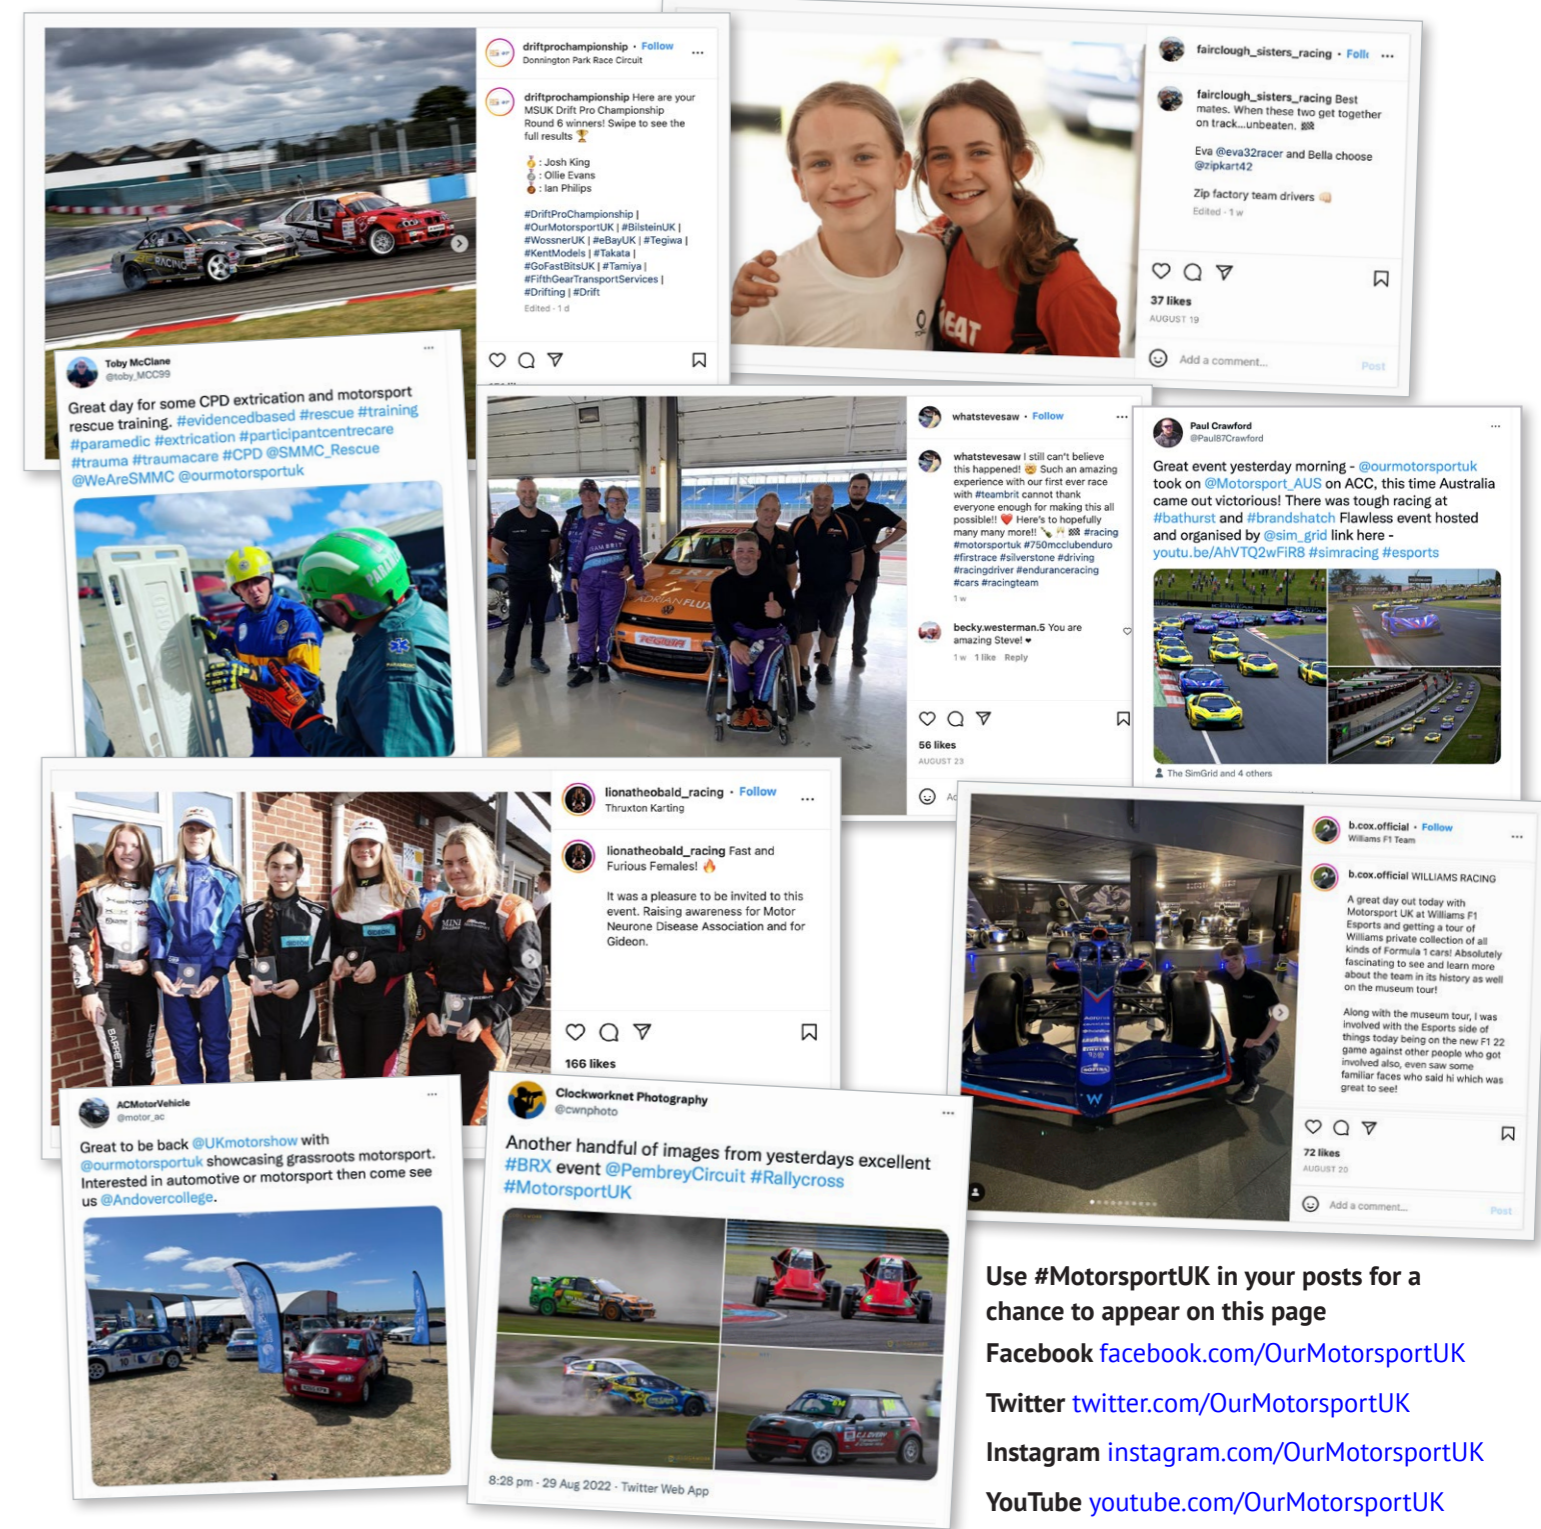 driftprochampionship • Follow
Donnington Park Race Circuit
driftprochampionship Here are your
MSUK Drift Pro Championship
Round 6 winners! Swipe to see the
full results 🏆
🥇 : Josh King
🥈 : Ollie Evans
🥉 : Ian Philips
#DriftProChampionship |
#OurMotorsportUK | #BilsteinUK |
#WossnerUK | #eBayUK | #Tegiwa |
#KentModels | #Takata |
#GoFastBitsUK | #Tamiya |
#FifthGearTransportServices |
#Drifting | #Drift
Edited · 1 d
fairclough_sisters_racing • Foll
fairclough_sisters_racing Best
mates. When these two get together
on track...unbeaten. 🏁
Eva @eva32racer and Bella choose
@zipkart42
Zip factory team drivers 👊🏻
Edited · 1 w
37 likes
AUGUST 19
Add a comment...
Post
Toby McClane
@toby_MCC99
Great day for some CPD extrication and motorsport
rescue training. #evidencedbased #rescue #training
#paramedic #extrication #participantcentrecare
#trauma #traumacare #CPD @SMMC_Rescue
@WeAreSMMC @ourmotorsportuk
whatstevesaw • Follow
whatstevesaw I still can't believe
this happened! 🤯 Such an amazing
experience with our first ever race
with #teambrit cannot thank
everyone enough for making this all
possible!! ❤️ Here's to hopefully
many many more!! 🍾 🥂 🏁 #racing
#motorsportuk #750mcclubenduro
#firstrace #silverstone #driving
#racingdriver #enduranceracing
#cars #racingteam
1 w
becky.westerman.5 You are
amazing Steve! ❤
1 w 1 like Reply
56 likes
AUGUST 23
ADRIAN FLUX
TEAM BRIT
Paul Crawford
@Paul87Crawford
Great event yesterday morning - @ourmotorsportuk
took on @Motorsport_AUS on ACC, this time Australia
came out victorious! There was tough racing at
#bathurst and #brandshatch Flawless event hosted
and organised by @sim_grid link here -
youtu.be/AhVTQ2wFiR8 #simracing #esports
The SimGrid and 4 others
lionatheobald_racing • Follow
Thruxton Karting
lionatheobald_racing Fast and
Furious Females! 🔥
It was a pleasure to be invited to this
event. Raising awareness for Motor
Neurone Disease Association and for
Gideon.
166 likes
MINI
BARRETT
BARRETT
b.cox.official • Follow
Williams F1 Team
b.cox.official WILLIAMS RACING
A great day out today with
Motorsport UK at Williams F1
Esports and getting a tour of
Williams private collection of all
kinds of Formula 1 cars! Absolutely
fascinating to see and learn more
about the team in its history as well
on the museum tour!
Along with the museum tour, I was
involved with the Esports side of
things today being on the new F1 22
game against other people who got
involved also, even saw some
familiar faces who said hi which was
great to see!
72 likes
AUGUST 20
Add a comment...
Post
ACMotorVehicle
@motor_ac
Great to be back @UKmotorshow with
@ourmotorsportuk showcasing grassroots motorsport.
Interested in automotive or motorsport then come see
us @Andovercollege.
Clockworknet Photography
@cwnphoto
Another handful of images from yesterdays excellent
#BRX event @PembreyCircuit #Rallycross
#MotorsportUK
8:28 pm · 29 Aug 2022 · Twitter Web App
Use #MotorsportUK in your posts for a
chance to appear on this page
Facebook facebook.com/OurMotorsportUK
Twitter twitter.com/OurMotorsportUK
Instagram instagram.com/OurMotorsportUK
YouTube youtube.com/OurMotorsportUK